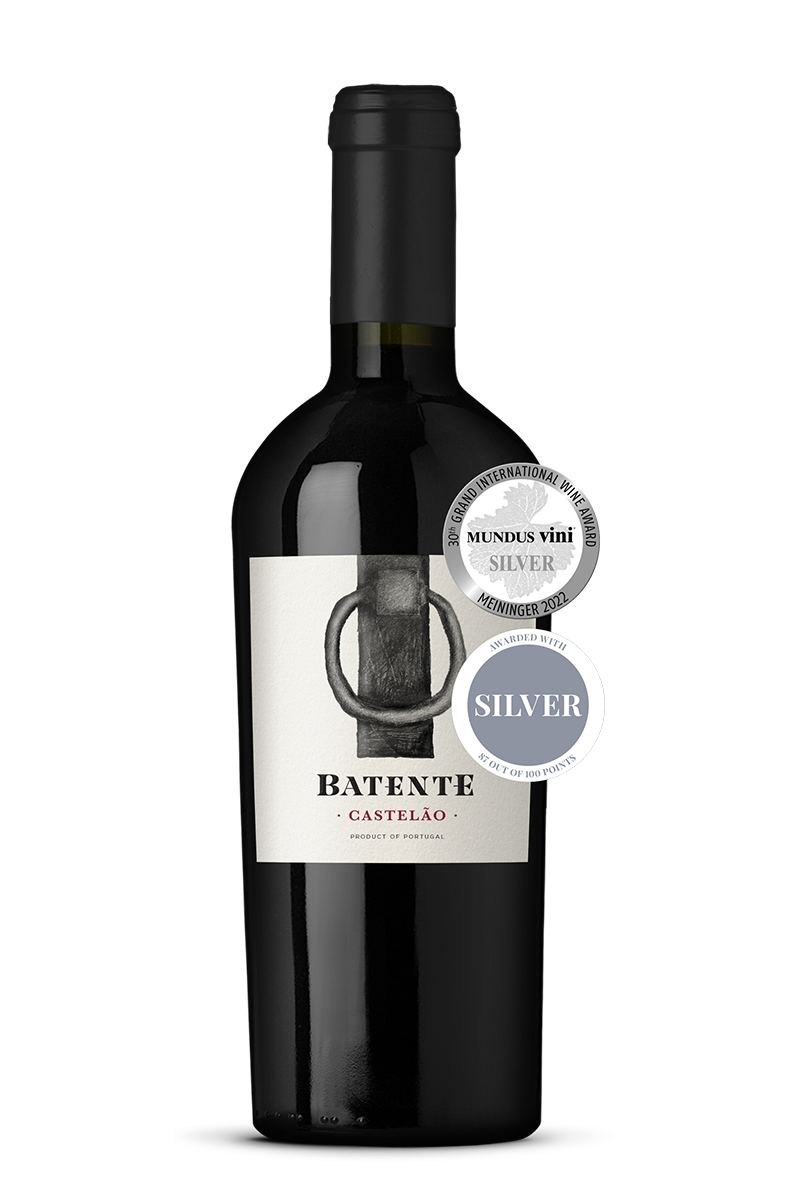 30th GRAND INTERNATIONAL WINE AWARD
MUNDUS vini
SILVER
MEININGER 2022
AWARDED WITH
SILVER
87 OUT OF 100 POINTS
BATENTE
· CASTELÃO ·
PRODUCT OF PORTUGAL